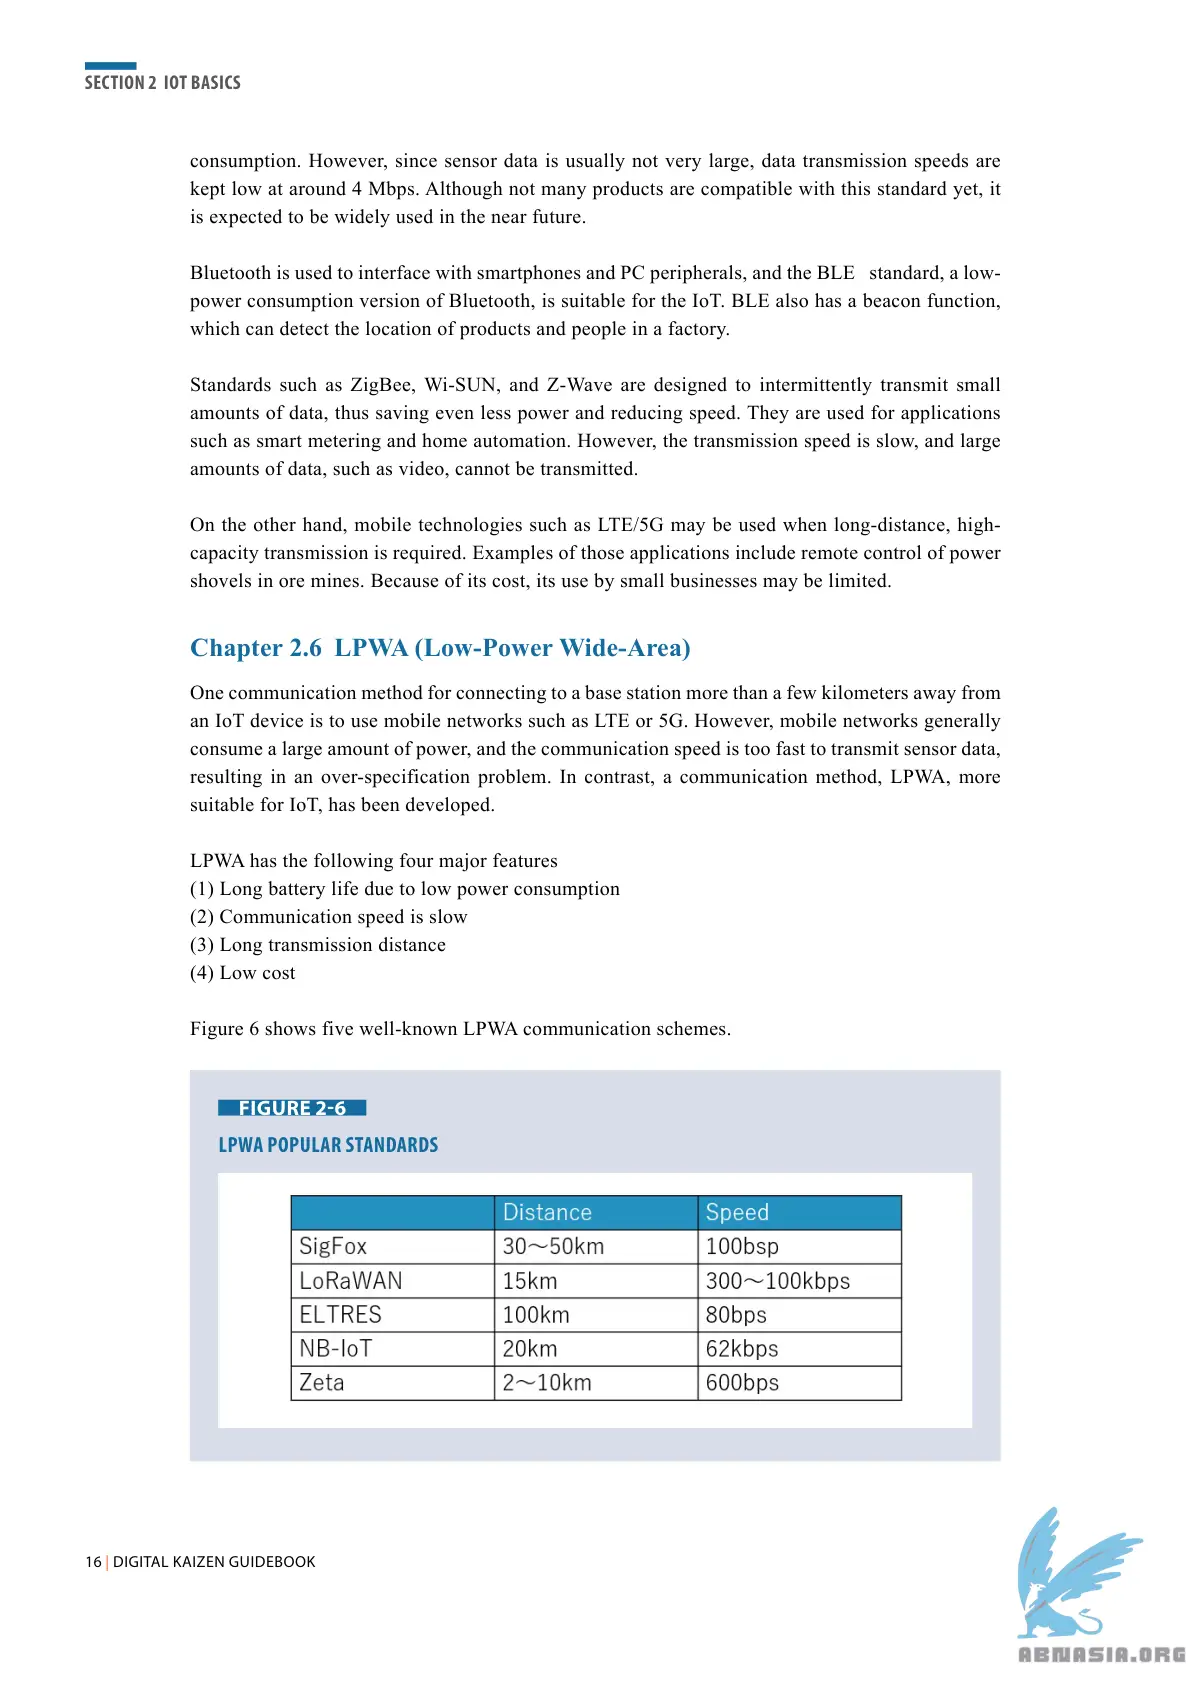 SECTION 2 IOT BASICS
consumption. However, since sensor data is usually not very large, data transmission speeds are
kept low at around 4 Mbps. Although not many products are compatible with this standard yet, it
is expected to be widely used in the near future.
Bluetooth is used to interface with smartphones and PC peripherals, and the BLE standard, a low-
power consumption version of Bluetooth, is suitable for the IoT. BLE also has a beacon function,
which can detect the location of products and people in a factory.
Standards such as ZigBee, Wi-SUN, and Z-Wave are designed to intermittently transmit small
amounts of data, thus saving even less power and reducing speed. They are used for applications
such as smart metering and home automation. However, the transmission speed is slow, and large
amounts of data, such as video, cannot be transmitted.
On the other hand, mobile technologies such as LTE/5G may be used when long-distance, high-
capacity transmission is required. Examples of those applications include remote control of power
shovels in ore mines. Because of its cost, its use by small businesses may be limited.
Chapter 2.6 LPWA (Low-Power Wide-Area)
One communication method for connecting to a base station more than a few kilometers away from
an IoT device is to use mobile networks such as LTE or 5G. However, mobile networks generally
consume a large amount of power, and the communication speed is too fast to transmit sensor data,
resulting in an over-specification problem. In contrast, a communication method, LPWA, more
suitable for IoT, has been developed.
LPWA has the following four major features
(1) Long battery life due to low power consumption
(2) Communication speed is slow
(3) Long transmission distance
(4) Low cost
Figure 6 shows five well-known LPWA communication schemes.
FIGURE 2-6
LPWA POPULAR STANDARDS
Distance Speed
SigFox 30〜50km 100bsp
LoRaWAN 15km 300〜100kbps
ELTRES 100km 80bps
NB-IoT 20km 62kbps
Zeta 2〜10km 600bps
16 | DIGITAL KAIZEN GUIDEBOOK
ABNASIA.ORG